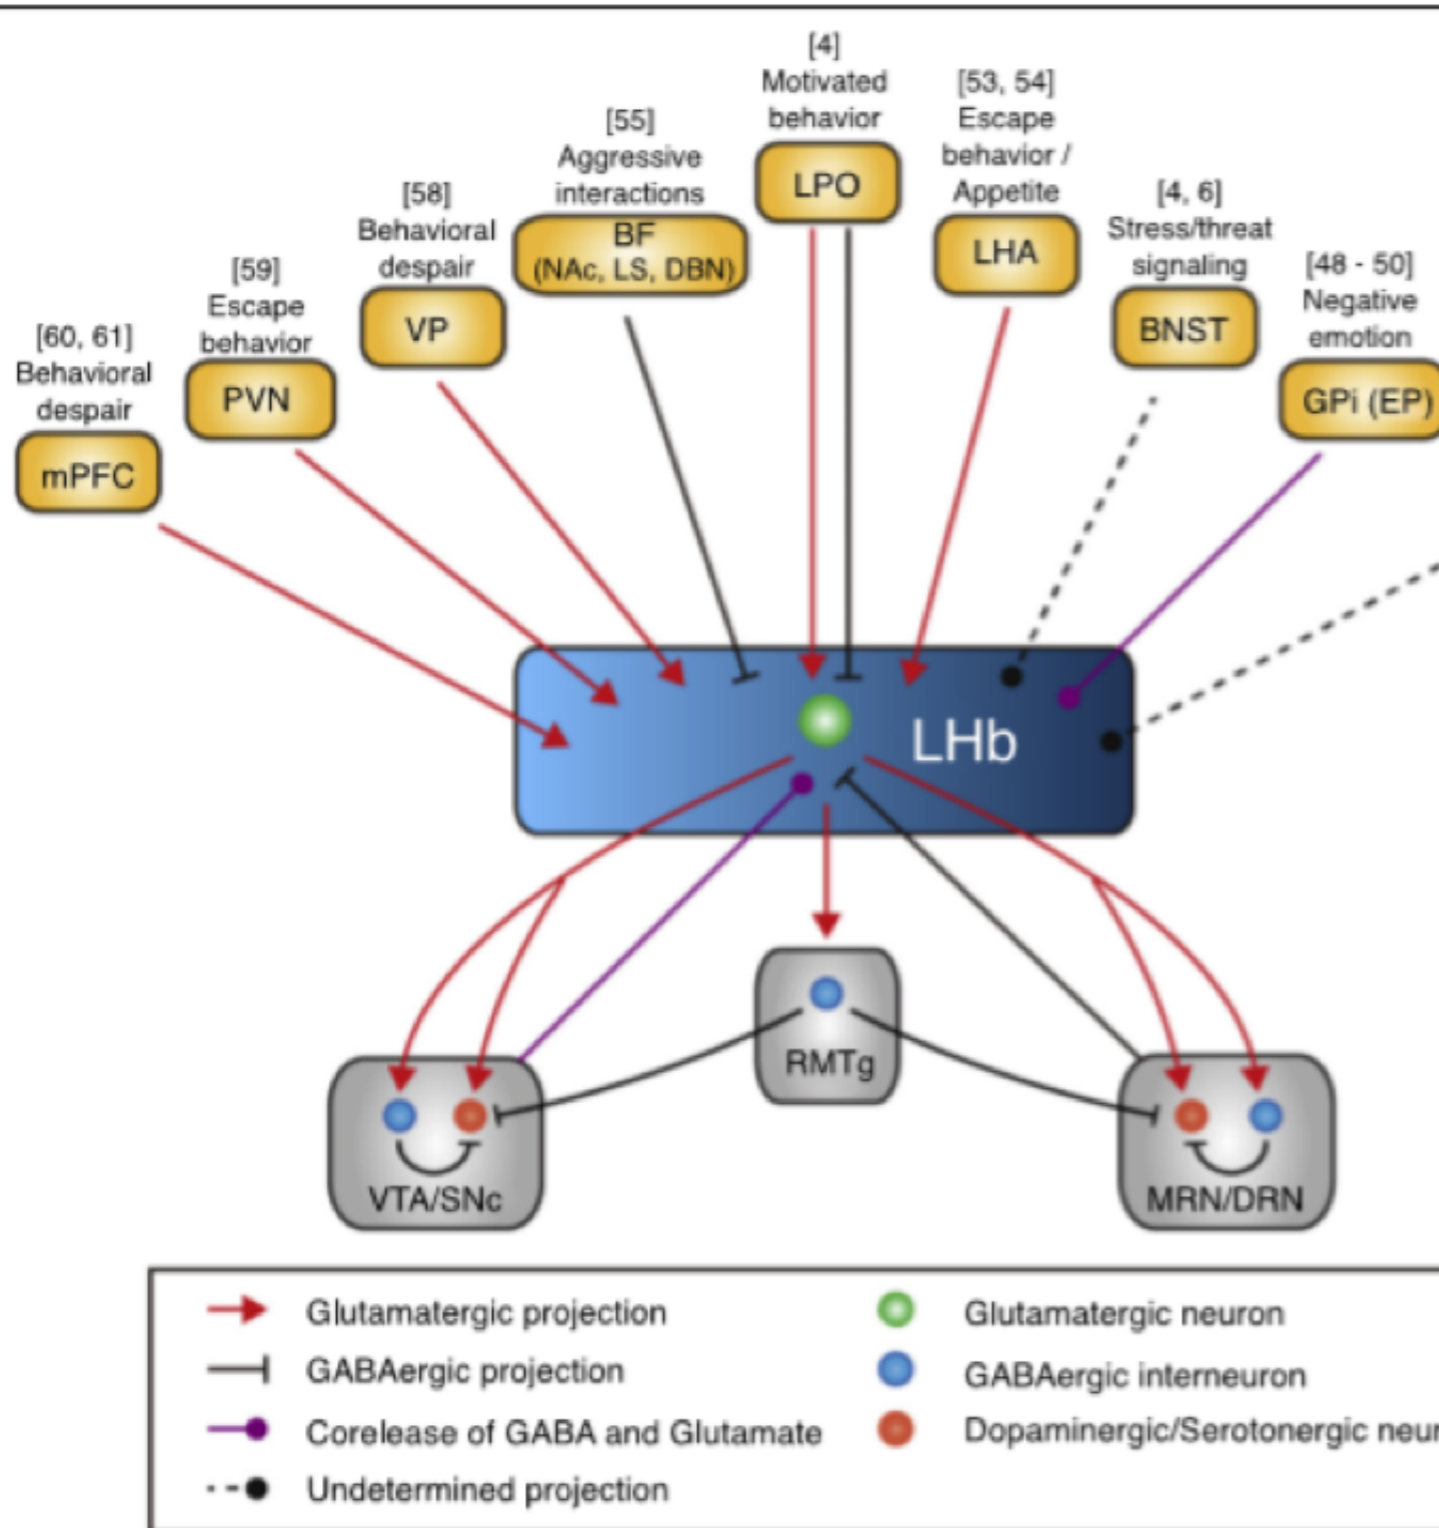 [4]
Motivated
behavior
LPO
[53, 54]
Escape
behavior /
Appetite
LHA
[55]
Aggressive
interactions
BF
(NAc, LS, DBN)
[58]
Behavioral
despair
VP
[4, 6]
Stress/threat
signaling
BNST
[59]
Escape
behavior
PVN
[48 - 50]
Negative
emotion
GPi (EP)
[60, 61]
Behavioral
despair
mPFC
LHb
RMTg
VTA/SNc
MRN/DRN
Glutamatergic projection
GABAergic projection
Corelease of GABA and Glutamate
Undetermined projection
Glutamatergic neuron
GABAergic interneuron
Dopaminergic/Serotonergic